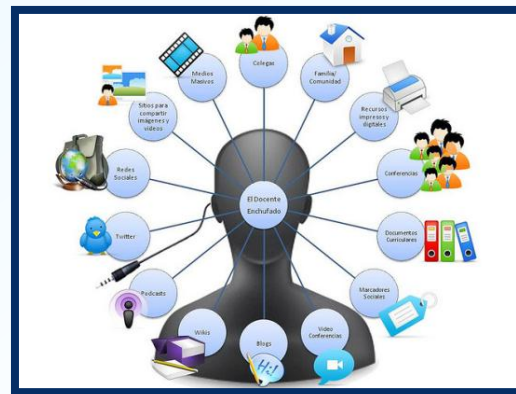 Colegas
Familia/
Comunidad
Recursos
impresos y
digitales
Conferencias
Documentos
Curriculares
Marcadores
Sociales
Video
Conferencias
Blogs
Wikis
Podcasts
Twitter
Redes
Sociales
Sitios para
compartir
imágenes y
videos
Medios
Masivos
El Docente
Enchufado
Hi!